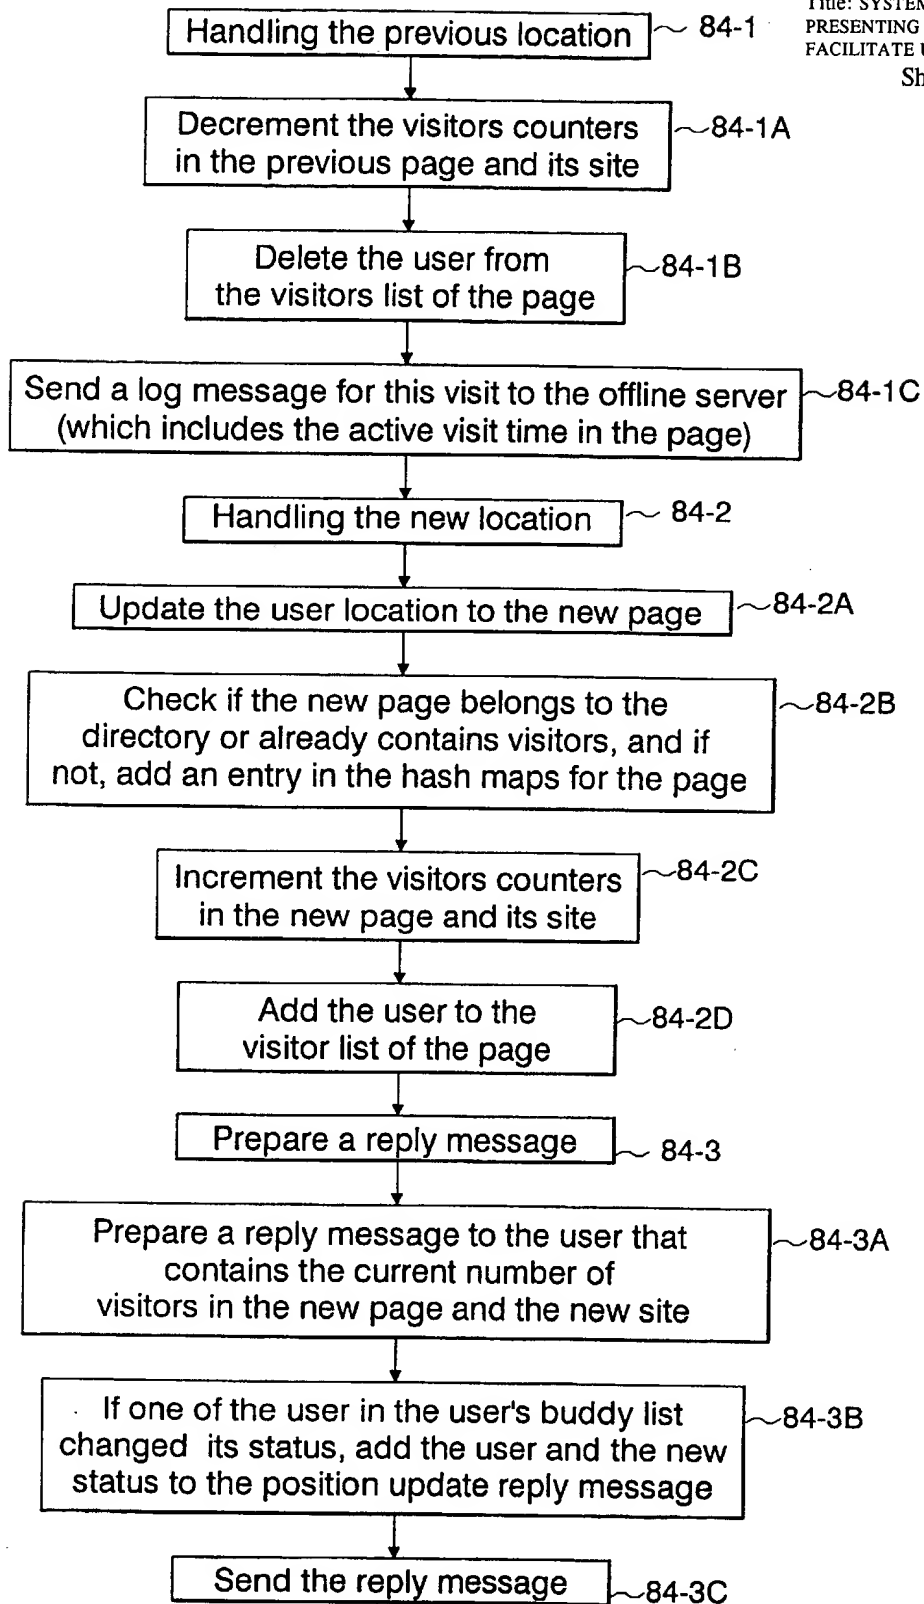 Title: SYSTEM
PRESENTING
FACILITATE
Sh
Handling the previous location
84-1
Decrement the visitors counters
in the previous page and its site
84-1A
Delete the user from
the visitors list of the page
84-1B
Send a log message for this visit to the offline server
(which includes the active visit time in the page)
84-1C
Handling the new location
84-2
Update the user location to the new page
84-2A
Check if the new page belongs to the
directory or already contains visitors, and if
not, add an entry in the hash maps for the page
84-2B
Increment the visitors counters
in the new page and its site
84-2C
Add the user to the
visitor list of the page
84-2D
Prepare a reply message
84-3
Prepare a reply message to the user that
contains the current number of
visitors in the new page and the new site
84-3A
If one of the user in the user's buddy list
changed its status, add the user and the new
status to the position update reply message
84-3B
Send the reply message
84-3C